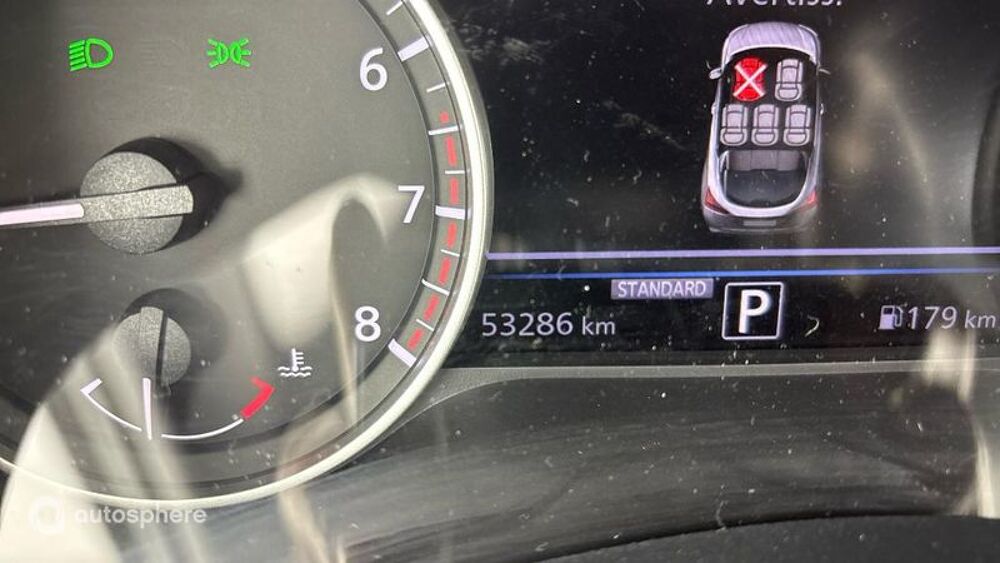 Avertiss.
6
7
8
STANDARD
53286 km
P
179 km
autosphere